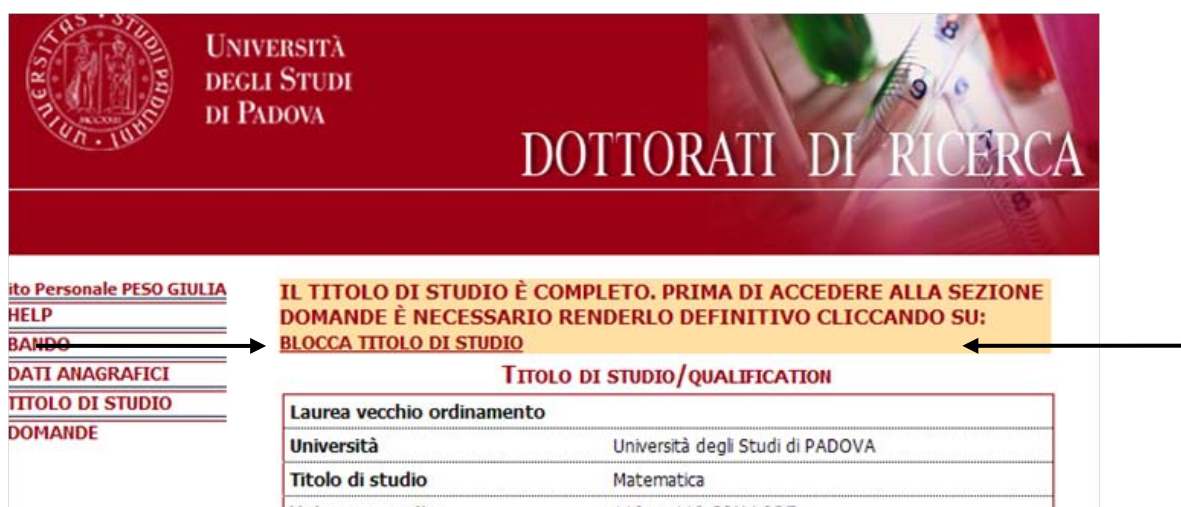 UNIVERSITÀ
DEGLI STUDI
DI PADOVA
DOTTORATI DI RICERCA
ito Personale PESO GIULIA
HELP
BANDO
DATI ANAGRAFICI
TITOLO DI STUDIO
DOMANDE
IL TITOLO DI STUDIO È COMPLETO. PRIMA DI ACCEDERE ALLA SEZIONE
DOMANDE È NECESSARIO RENDERLO DEFINITIVO CLICCANDO SU:
BLOCCA TITOLO DI STUDIO
TITOLO DI STUDIO/QUALIFICATION
Laurea vecchio ordinamento
Università Università degli Studi di PADOVA
Titolo di studio Matematica